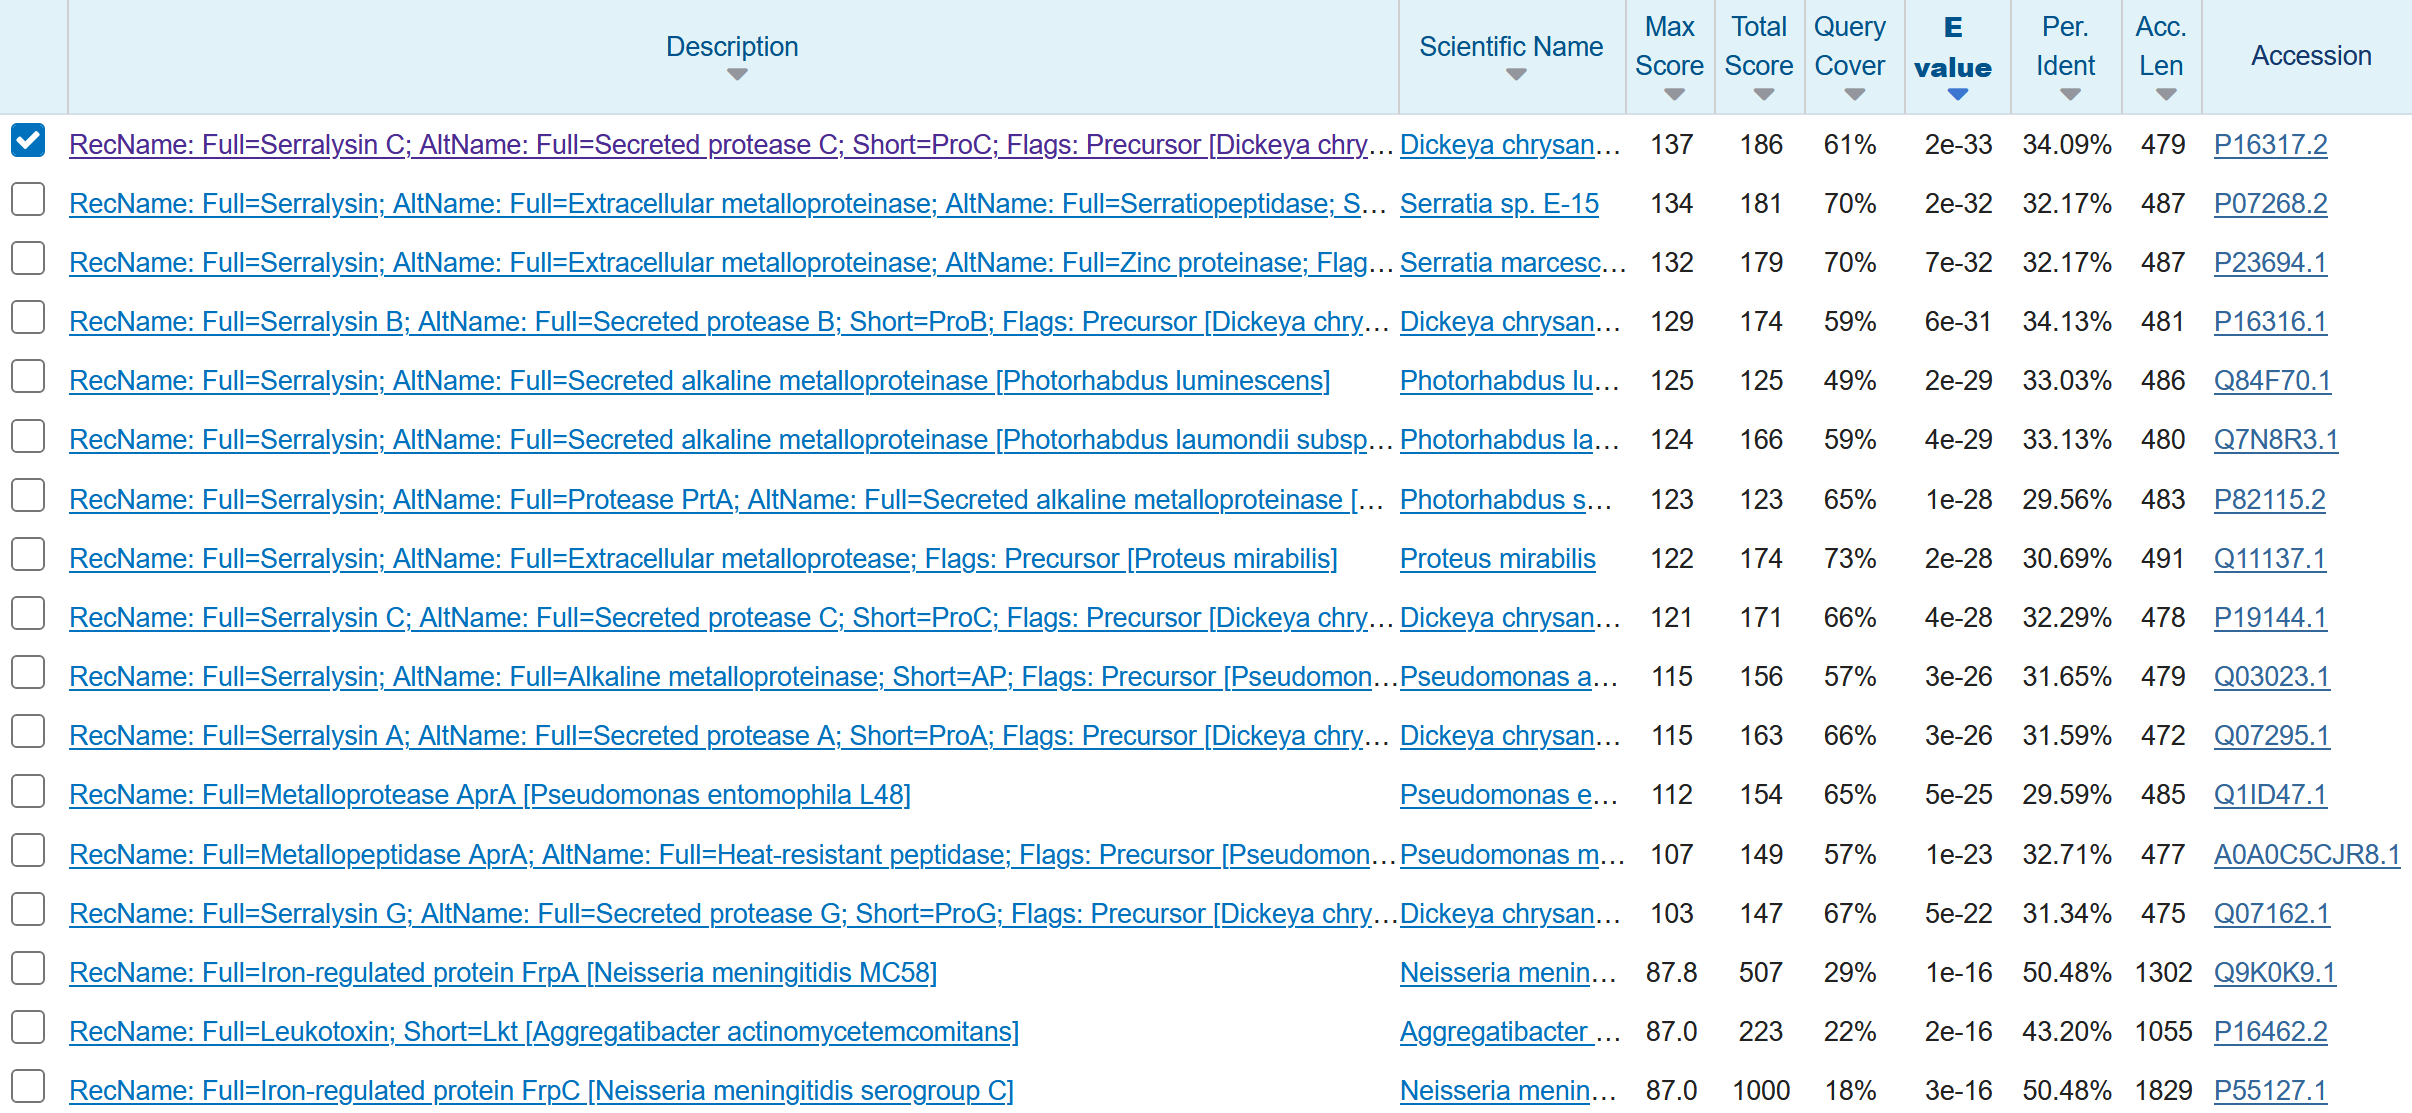 Description Scientific Name Max Score Total Score Query Cover E value Per. Ident Acc. Len Accession
RecName: Full=Serralysin C; AltName: Full=Secreted protease C; Short=ProC; Flags: Precursor [Dickeya chry... Dickeya chrysan... 137 186 61% 2e-33 34.09% 479 P16317.2
RecName: Full=Serralysin; AltName: Full=Extracellular metalloproteinase; AltName: Full=Serratiopeptidase; S... Serratia sp. E-15 134 181 70% 2e-32 32.17% 487 P07268.2
RecName: Full=Serralysin; AltName: Full=Extracellular metalloproteinase; AltName: Full=Zinc proteinase; Flag... Serratia marcesc... 132 179 70% 7e-32 32.17% 487 P23694.1
RecName: Full=Serralysin B; AltName: Full=Secreted protease B; Short=ProB; Flags: Precursor [Dickeya chry... Dickeya chrysan... 129 174 59% 6e-31 34.13% 481 P16316.1
RecName: Full=Serralysin; AltName: Full=Secreted alkaline metalloproteinase [Photorhabdus luminescens] Photorhabdus lu... 125 125 49% 2e-29 33.03% 486 Q84F70.1
RecName: Full=Serralysin; AltName: Full=Secreted alkaline metalloproteinase [Photorhabdus laumondii subsp... Photorhabdus la... 124 166 59% 4e-29 33.13% 480 Q7N8R3.1
RecName: Full=Serralysin; AltName: Full=Protease PrtA; AltName: Full=Secreted alkaline metalloproteinase [... Photorhabdus s... 123 123 65% 1e-28 29.56% 483 P82115.2
RecName: Full=Serralysin; AltName: Full=Extracellular metalloprotease; Flags: Precursor [Proteus mirabilis] Proteus mirabilis 122 174 73% 2e-28 30.69% 491 Q11137.1
RecName: Full=Serralysin C; AltName: Full=Secreted protease C; Short=ProC; Flags: Precursor [Dickeya chry... Dickeya chrysan... 121 171 66% 4e-28 32.29% 478 P19144.1
RecName: Full=Serralysin; AltName: Full=Alkaline metalloproteinase; Short=AP; Flags: Precursor [Pseudomon... Pseudomonas a... 115 156 57% 3e-26 31.65% 479 Q03023.1
RecName: Full=Serralysin A; AltName: Full=Secreted protease A; Short=ProA; Flags: Precursor [Dickeya chry... Dickeya chrysan... 115 163 66% 3e-26 31.59% 472 Q07295.1
RecName: Full=Metalloprotease AprA [Pseudomonas entomophila L48] Pseudomonas e... 112 154 65% 5e-25 29.59% 485 Q1ID47.1
RecName: Full=Metallopeptidase AprA; AltName: Full=Heat-resistant peptidase; Flags: Precursor [Pseudomon... Pseudomonas m... 107 149 57% 1e-23 32.71% 477 A0A0C5CJR8.1
RecName: Full=Serralysin G; AltName: Full=Secreted protease G; Short=ProG; Flags: Precursor [Dickeya chry... Dickeya chrysan... 103 147 67% 5e-22 31.34% 475 Q07162.1
RecName: Full=Iron-regulated protein FrpA [Neisseria meningitidis MC58] Neisseria menin... 87.8 507 29% 1e-16 50.48% 1302 Q9K0K9.1
RecName: Full=Leukotoxin; Short=Lkt [Aggregatibacter actinomycetemcomitans] Aggregatibacter ... 87.0 223 22% 2e-16 43.20% 1055 P16462.2
RecName: Full=Iron-regulated protein FrpC [Neisseria meningitidis serogroup C] Neisseria menin... 87.0 1000 18% 3e-16 50.48% 1829 P55127.1